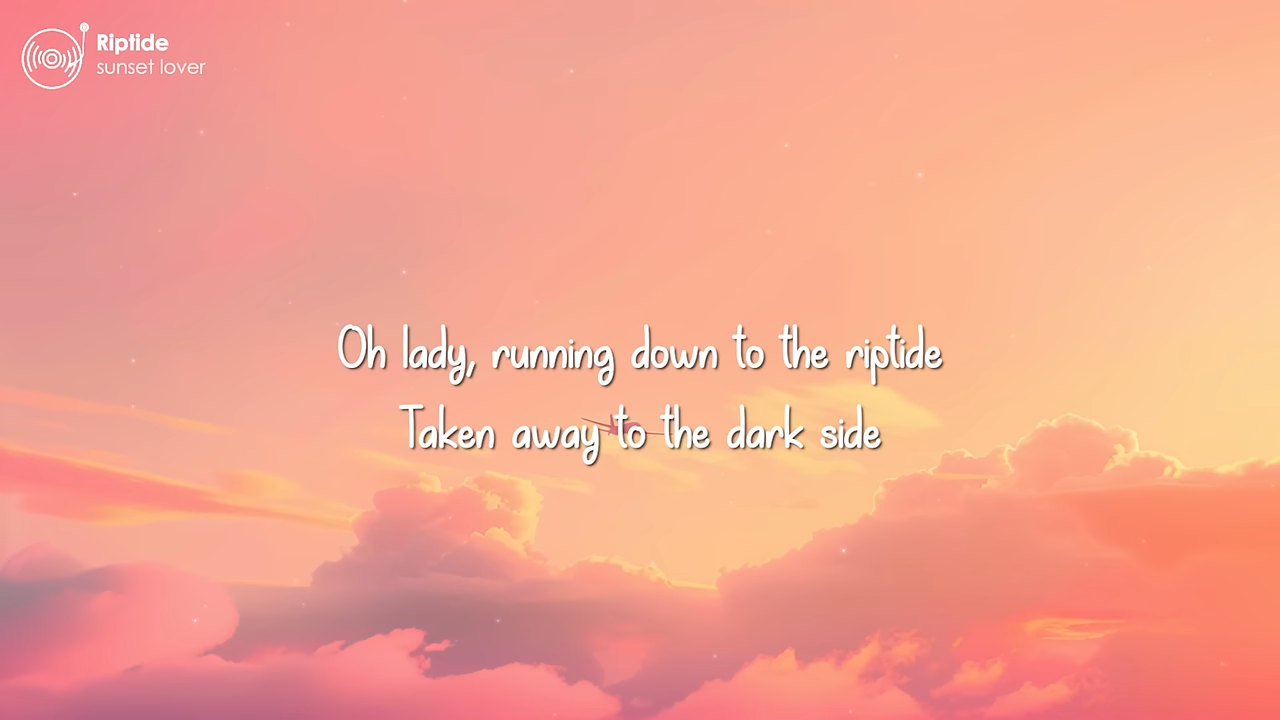 Riptide
sunset lover
Oh lady, running down to the riptide
Taken away to the dark side